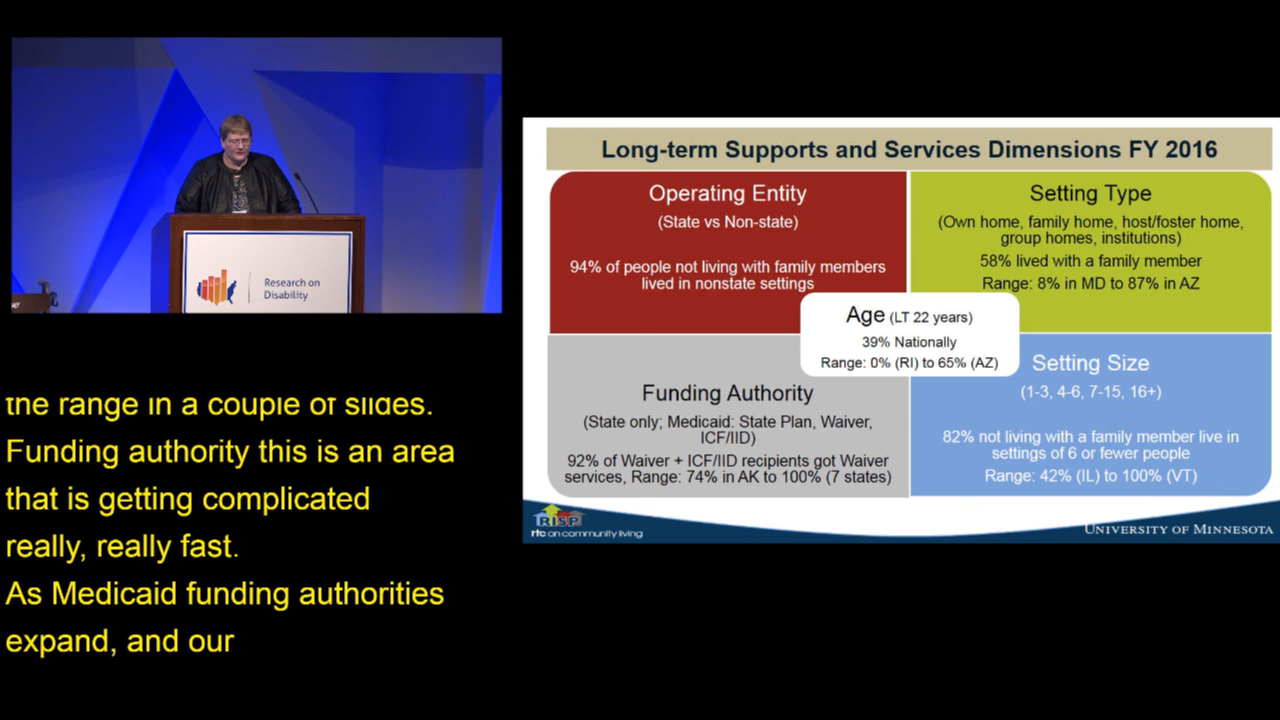 Research on
Disability
the range in a couple of slides.
Funding authority this is an area
that is getting complicated
really, really fast.
As Medicaid funding authorities
expand, and our
Long-term Supports and Services Dimensions FY 2016
Operating Entity
(State vs Non-state)
94% of people not living with family members
lived in nonstate settings
Setting Type
(Own home, family home, host/foster home,
group homes, institutions)
58% lived with a family member
Range: 8% in MD to 87% in AZ
Age (LT 22 years)
39% Nationally
Range: 0% (RI) to 65% (AZ)
Funding Authority
(State only; Medicaid: State Plan, Waiver,
ICF/IID)
92% of Waiver + ICF/IID recipients got Waiver
services, Range: 74% in AK to 100% (7 states)
Setting Size
(1-3, 4-6, 7-15, 16+)
82% not living with a family member live in
settings of 6 or fewer people
Range: 42% (IL) to 100% (VT)
RISP
rtc on community living
UNIVERSITY OF MINNESOTA